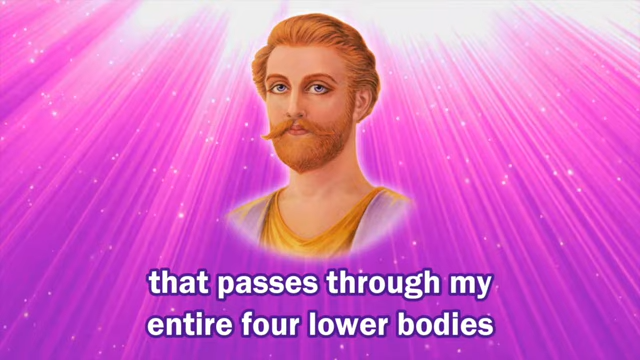 that passes through my
entire four lower bodies